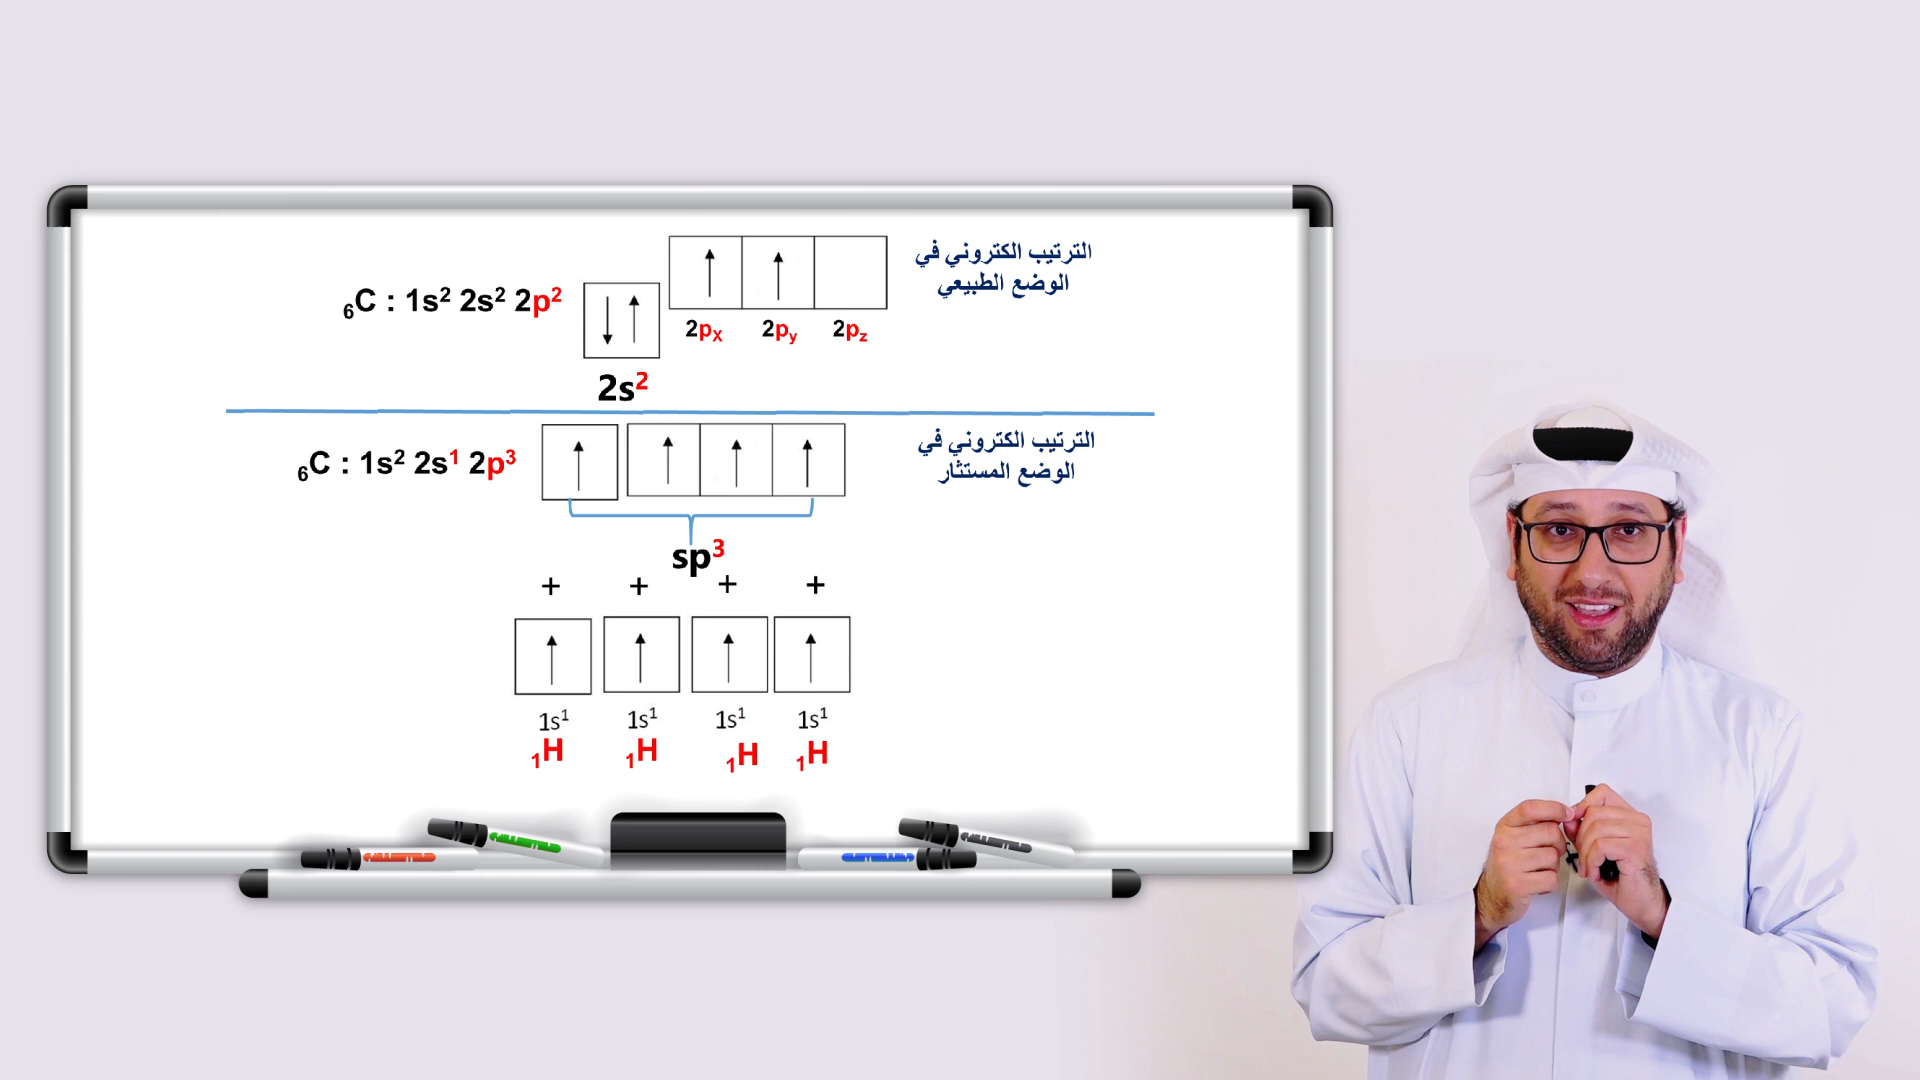 ₆C : 1s² 2s² 2p²
2pₓ 2pᵧ 2p𝓏
2s²
الترتيب الكتروني في
الوضع الطبيعي
₆C : 1s² 2s¹ 2p³
الترتيب الكتروني في
الوضع المستثار
sp³
+ + + +
1s¹ 1s¹ 1s¹ 1s¹
₁H ₁H ₁H ₁H